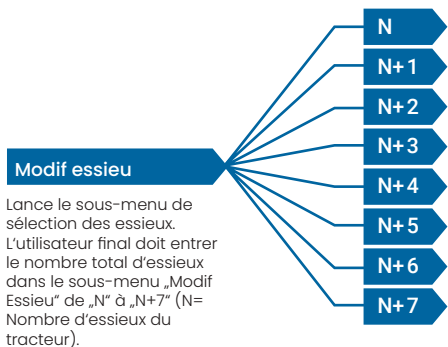 Modif essieu
Lance le sous-menu de
sélection des essieux.
L'utilisateur final doit entrer
le nombre total d'essieux
dans le sous-menu „Modif
Essieu“ de „N“ à „N+7“ (N=
Nombre d'essieux du
tracteur).
N
N+1
N+2
N+3
N+4
N+5
N+6
N+7